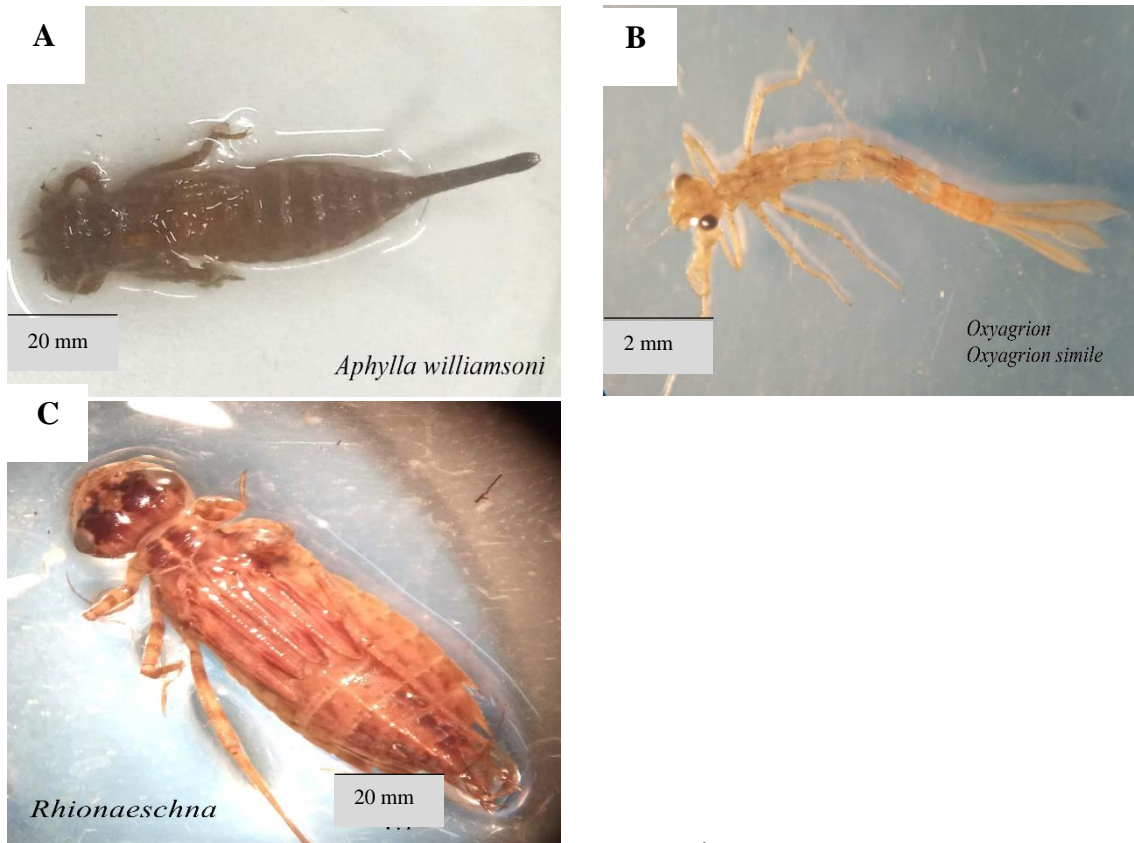 A
20 mm
Aphylla williamsoni
B
2 mm
Oxyagrion
Oxyagrion simile
C
20 mm
Rhionaeschna